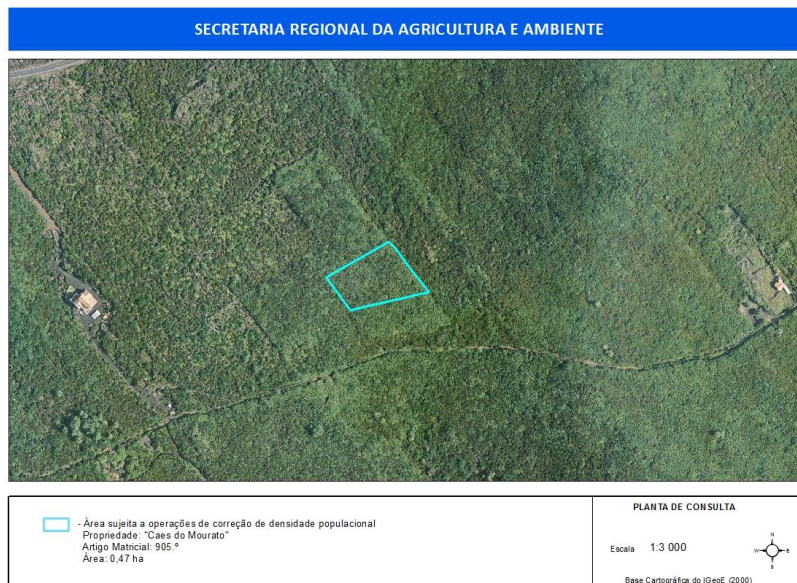 SECRETARIA REGIONAL DA AGRICULTURA E AMBIENTE
- Àrea sujeita a operações de correção de densidade populacional
Propriedade: "Caes do Mourato"
Artigo Matricial: 905.º
Área: 0,47 ha
PLANTA DE CONSULTA
Escala 1:3 000
N
W E
S
Base Cartográfica do IGeoE (2000)